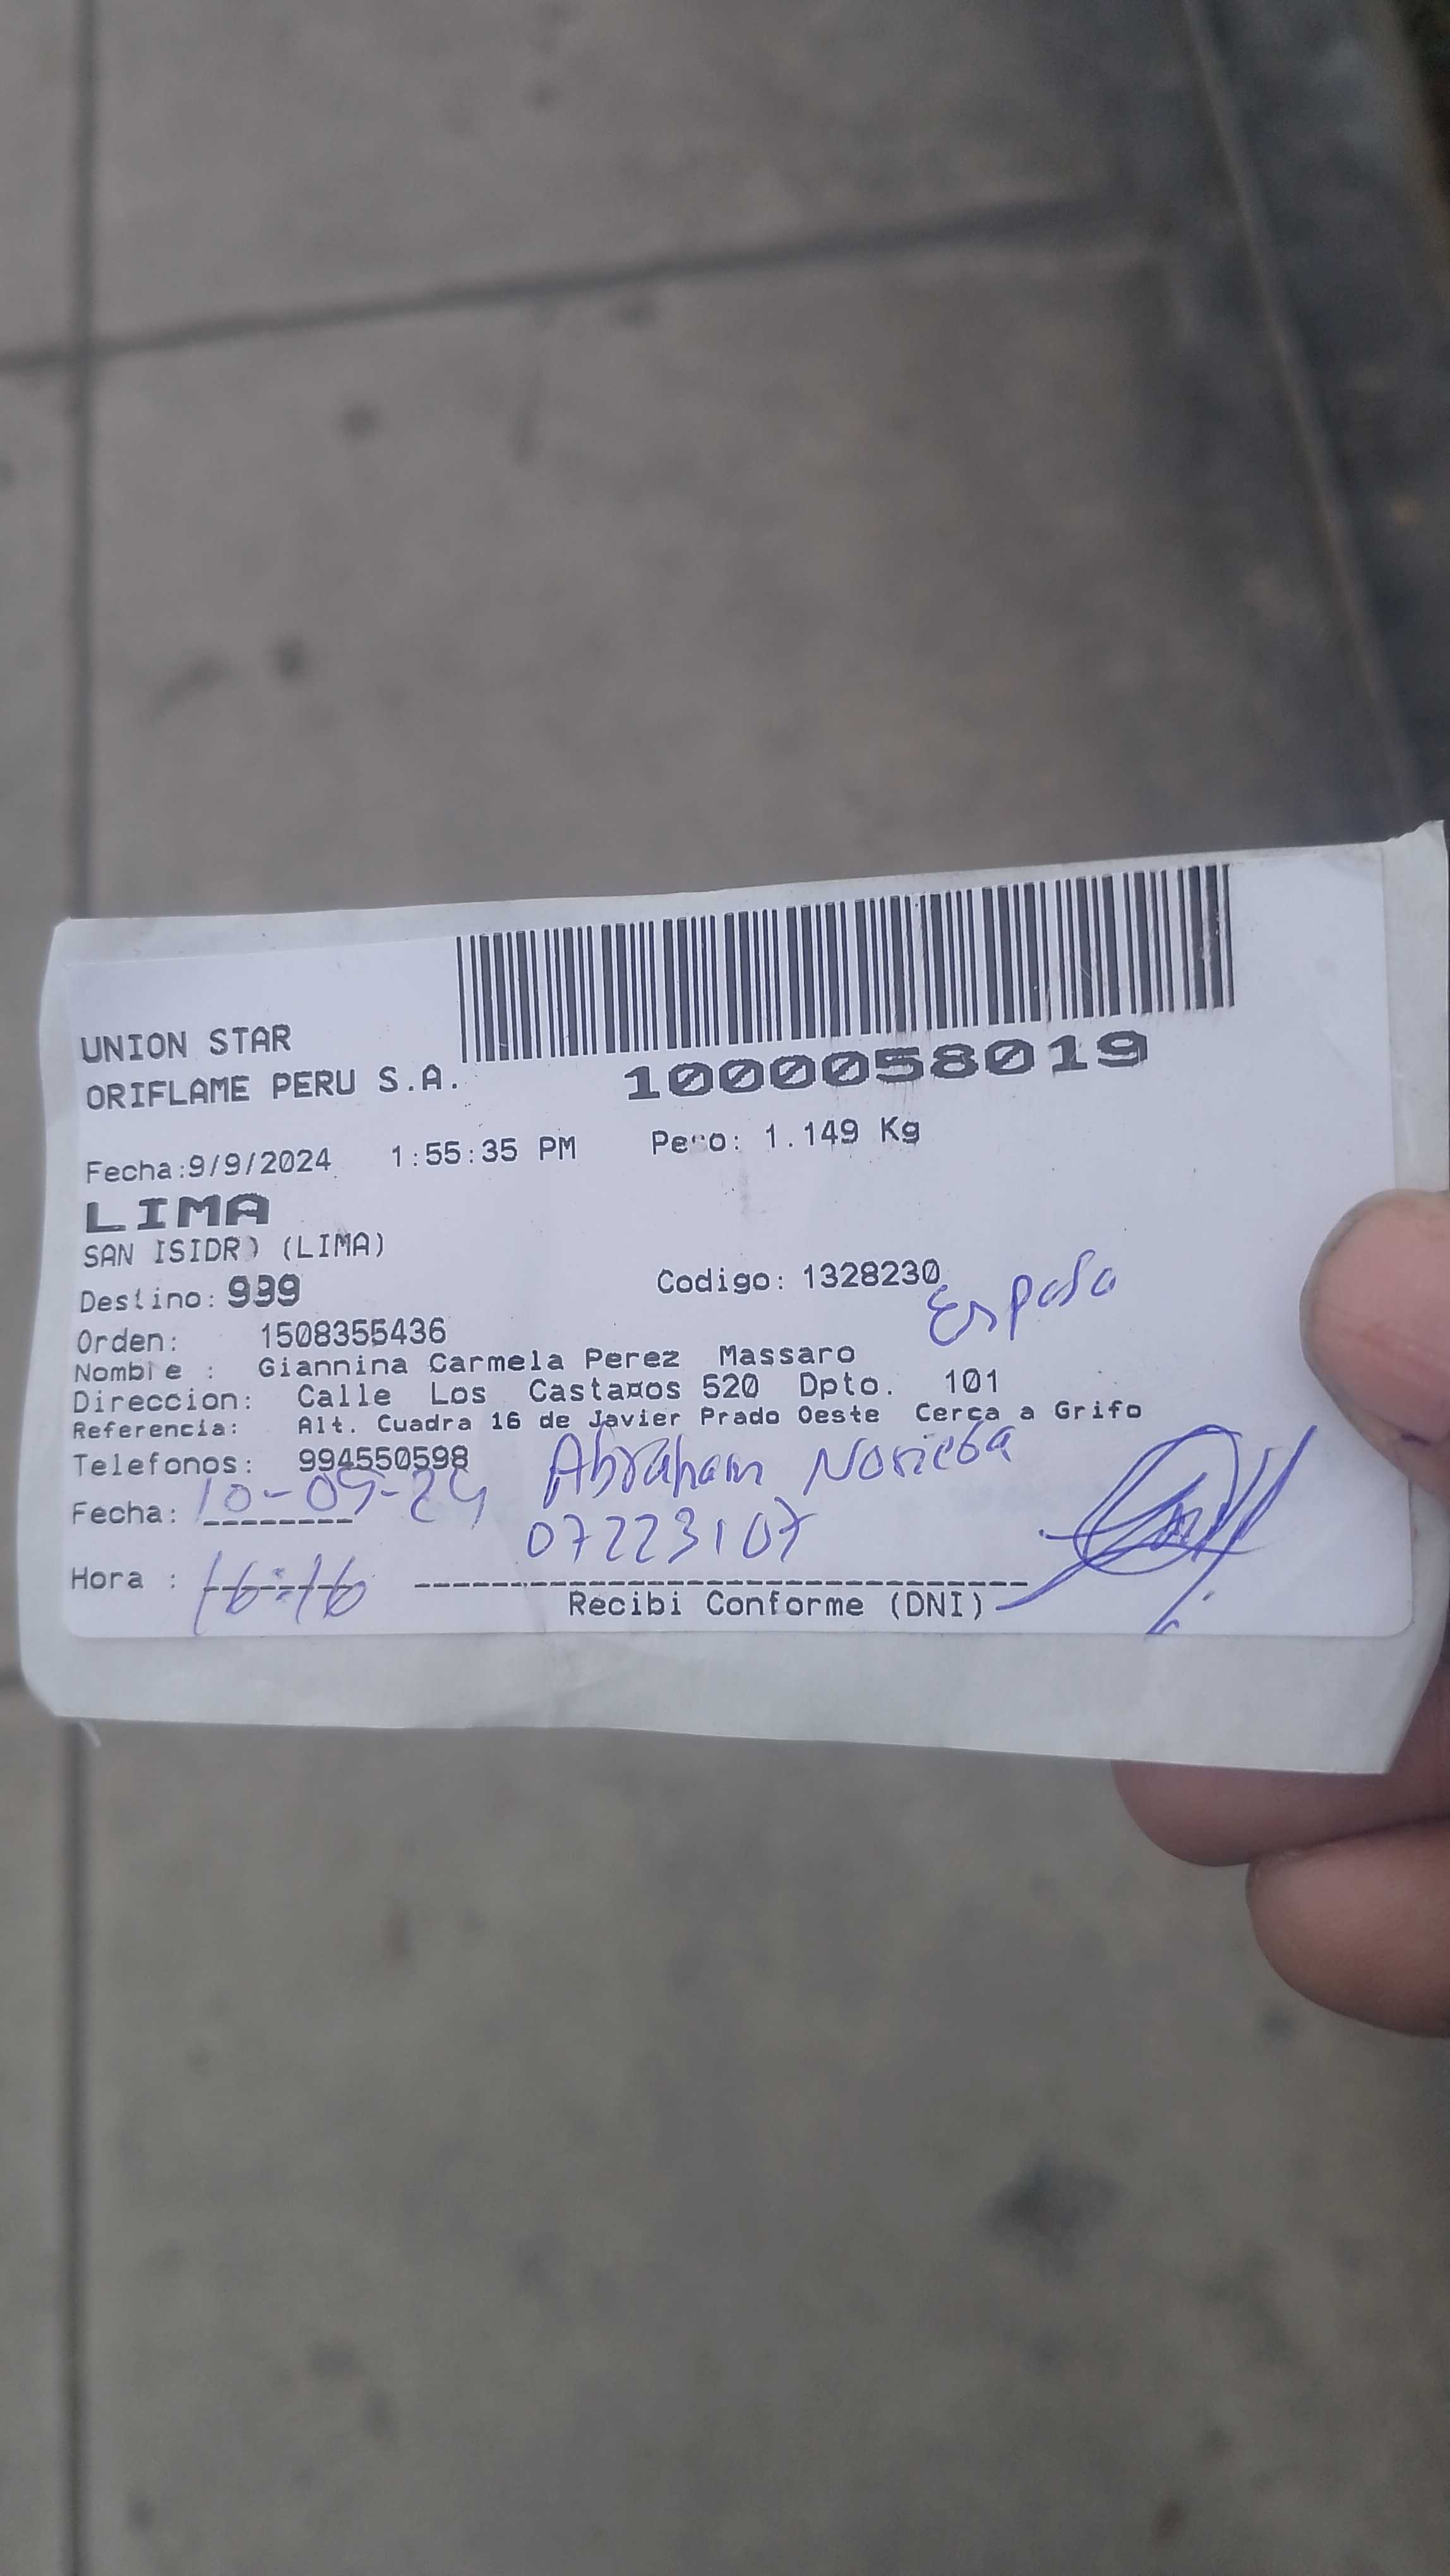 UNION STAR
ORIFLAME PERU S.A.
1000058019
Fecha:9/9/2024 1:55:35 PM Peso: 1.149 Kg
LIMA
SAN ISIDRO (LIMA)
Destino: 999 Codigo: 1328230
Esposo
Orden: 1508355436
Nombre : Giannina Carmela Perez Massaro
Direccion: Calle Los Casta¤os 520 Dpto. 101
Referencia: Alt. Cuadra 16 de Javier Prado Oeste Cerca a Grifo
Telefonos: 994550598
Abraham Noriega
Fecha: 10-09-24
07223107
Hora : 16:16
Recibi Conforme (DNI)